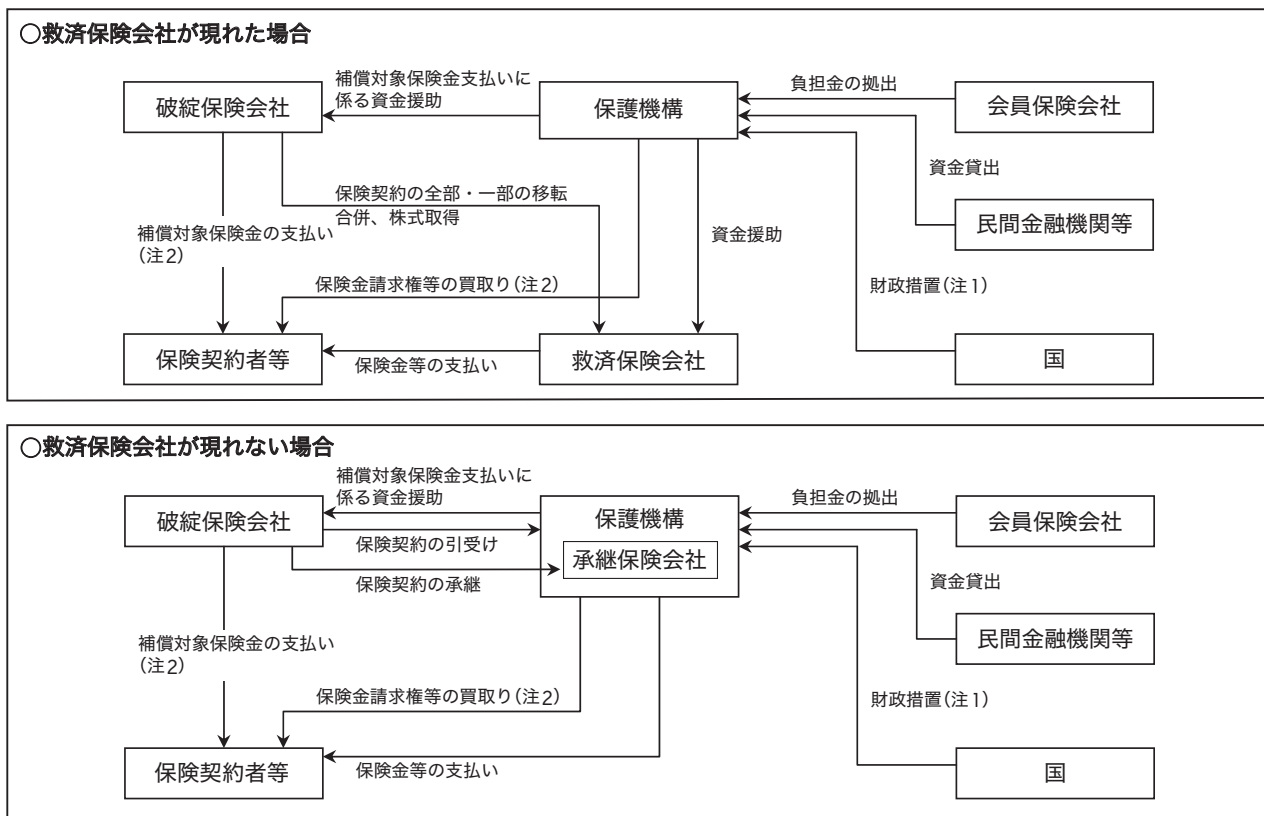 ○救済保険会社が現れた場合
補償対象保険金支払いに
係る資金援助
負担金の拠出
破綻保険会社
保護機構
会員保険会社
資金貸出
保険契約の全部・一部の移転
合併、株式取得
補償対象保険金の支払い
(注2)
資金援助
民間金融機関等
保険金請求権等の買取り(注2)
財政措置(注1)
保険契約者等
保険金等の支払い
救済保険会社
国
○救済保険会社が現れない場合
補償対象保険金支払いに
係る資金援助
負担金の拠出
破綻保険会社
保護機構
会員保険会社
保険契約の引受け
承継保険会社
保険契約の承継
資金貸出
補償対象保険金の支払い
(注2)
民間金融機関等
保険金請求権等の買取り(注2)
財政措置(注1)
保険契約者等
保険金等の支払い
国